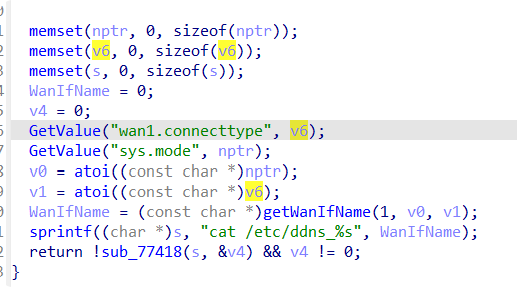 memset(nptr, 0, sizeof(nptr));
memset(v6, 0, sizeof(v6));
memset(s, 0, sizeof(s));
WanIfName = 0;
v4 = 0;
GetValue("wan1.connecttype", v6);
GetValue("sys.mode", nptr);
v0 = atoi((const char *)nptr);
v1 = atoi((const char *)v6);
WanIfName = (const char *)getWanIfName(1, v0, v1);
sprintf((char *)s, "cat /etc/ddns_%s", WanIfName);
return !sub_77418(s, &v4) && v4 != 0;
}